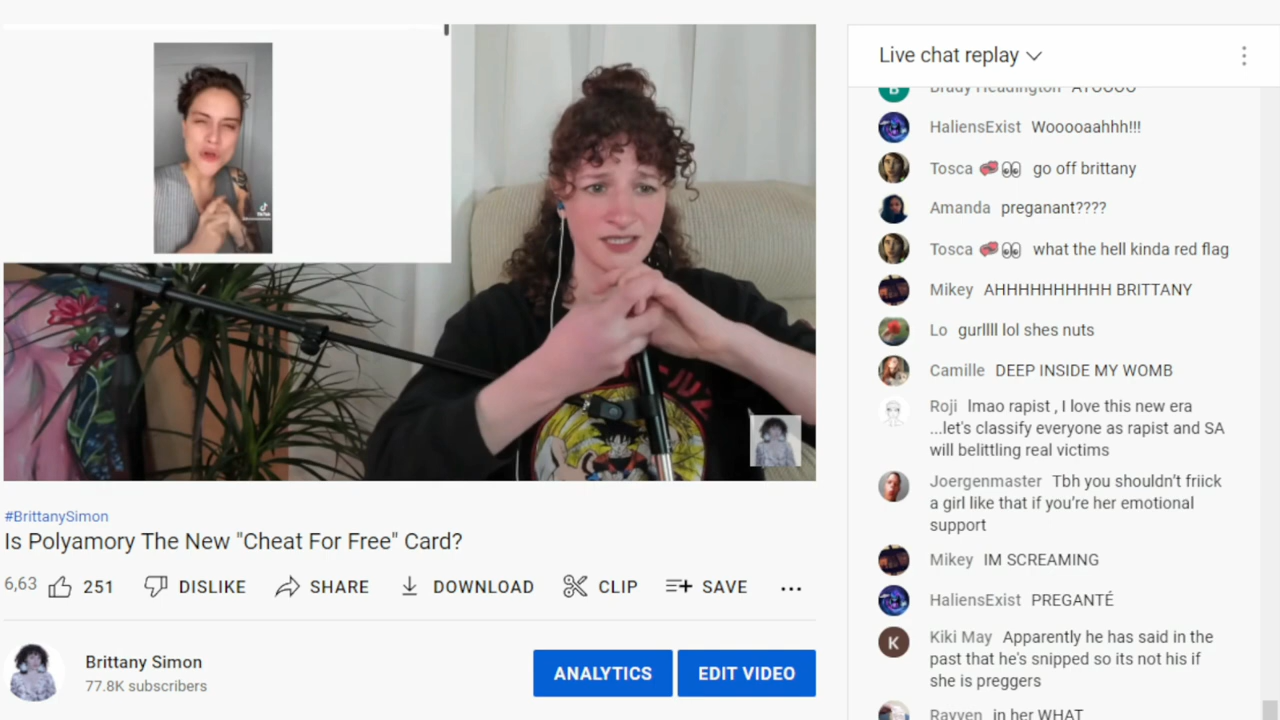 #BrittanySimon
Is Polyamory The New "Cheat For Free" Card?
6,63
251
DISLIKE
SHARE
DOWNLOAD
CLIP
SAVE
Brittany Simon
77.8K subscribers
ANALYTICS
EDIT VIDEO
Live chat replay
B
Brady Headington AYOOOO
HaliensExist Wooooaahhh!!!
Tosca 🥩👀 go off brittany
Amanda preganant????
Tosca 🥩👀 what the hell kinda red flag
Mikey AHHHHHHHHHH BRITTANY
Lo gurllll lol shes nuts
Camille DEEP INSIDE MY WOMB
Roji lmao rapist , I love this new era
...let's classify everyone as rapist and SA
will belittling real victims
Joergenmaster Tbh you shouldn't friick
a girl like that if you're her emotional
support
Mikey IM SCREAMING
HaliensExist PREGANTÉ
K
Kiki May Apparently he has said in the
past that he's snipped so its not his if
she is preggers
Rayven in her WHAT